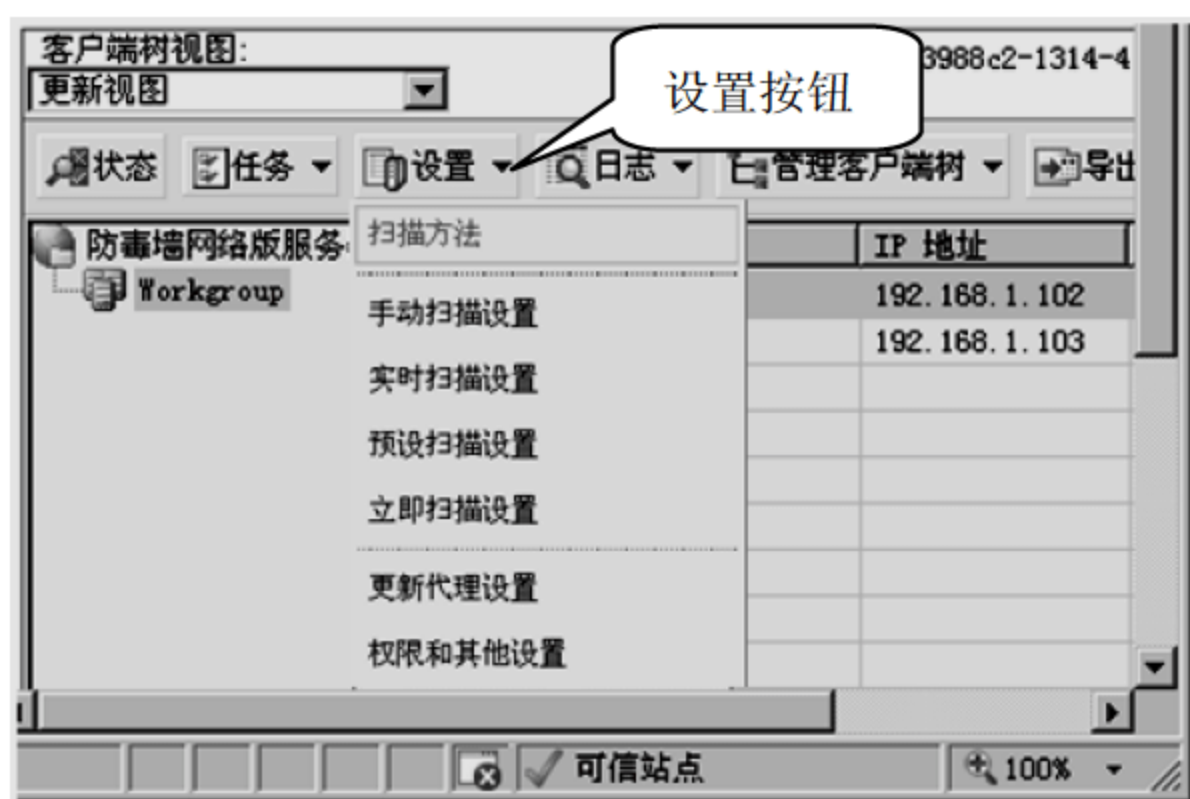 客户端树视图:
更新视图
设置按钮
3988c2-1314-4
状态 任务 设置 日志 管理客户端树 导出
防毒墙网络版服务
Workgroup
扫描方法
手动扫描设置
实时扫描设置
预设扫描设置
立即扫描设置
更新代理设置
权限和其他设置
IP 地址
192.168.1.102
192.168.1.103
可信站点
100%